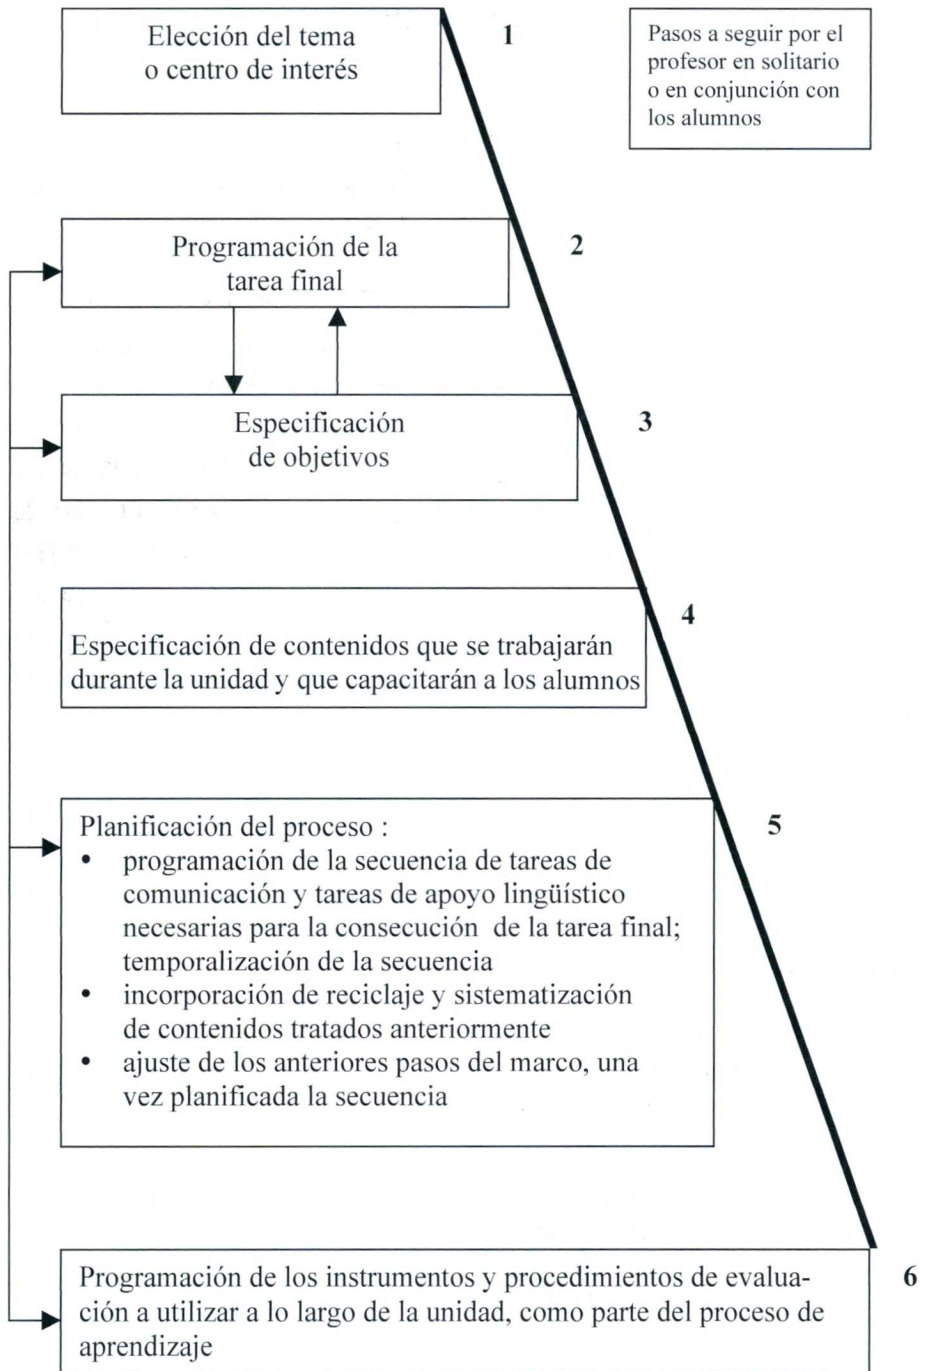 Elección del tema
o centro de interés
1
Pasos a seguir por el
profesor en solitario
o en conjunción con
los alumnos
Programación de la
tarea final
2
Especificación
de objetivos
3
Especificación de contenidos que se trabajarán
durante la unidad y que capacitarán a los alumnos
4
Planificación del proceso :
• programación de la secuencia de tareas de
comunicación y tareas de apoyo lingüístico
necesarias para la consecución de la tarea final;
temporalización de la secuencia
• incorporación de reciclaje y sistematización
de contenidos tratados anteriormente
• ajuste de los anteriores pasos del marco, una
vez planificada la secuencia
5
Programación de los instrumentos y procedimientos de evalua-
ción a utilizar a lo largo de la unidad, como parte del proceso de
aprendizaje
6